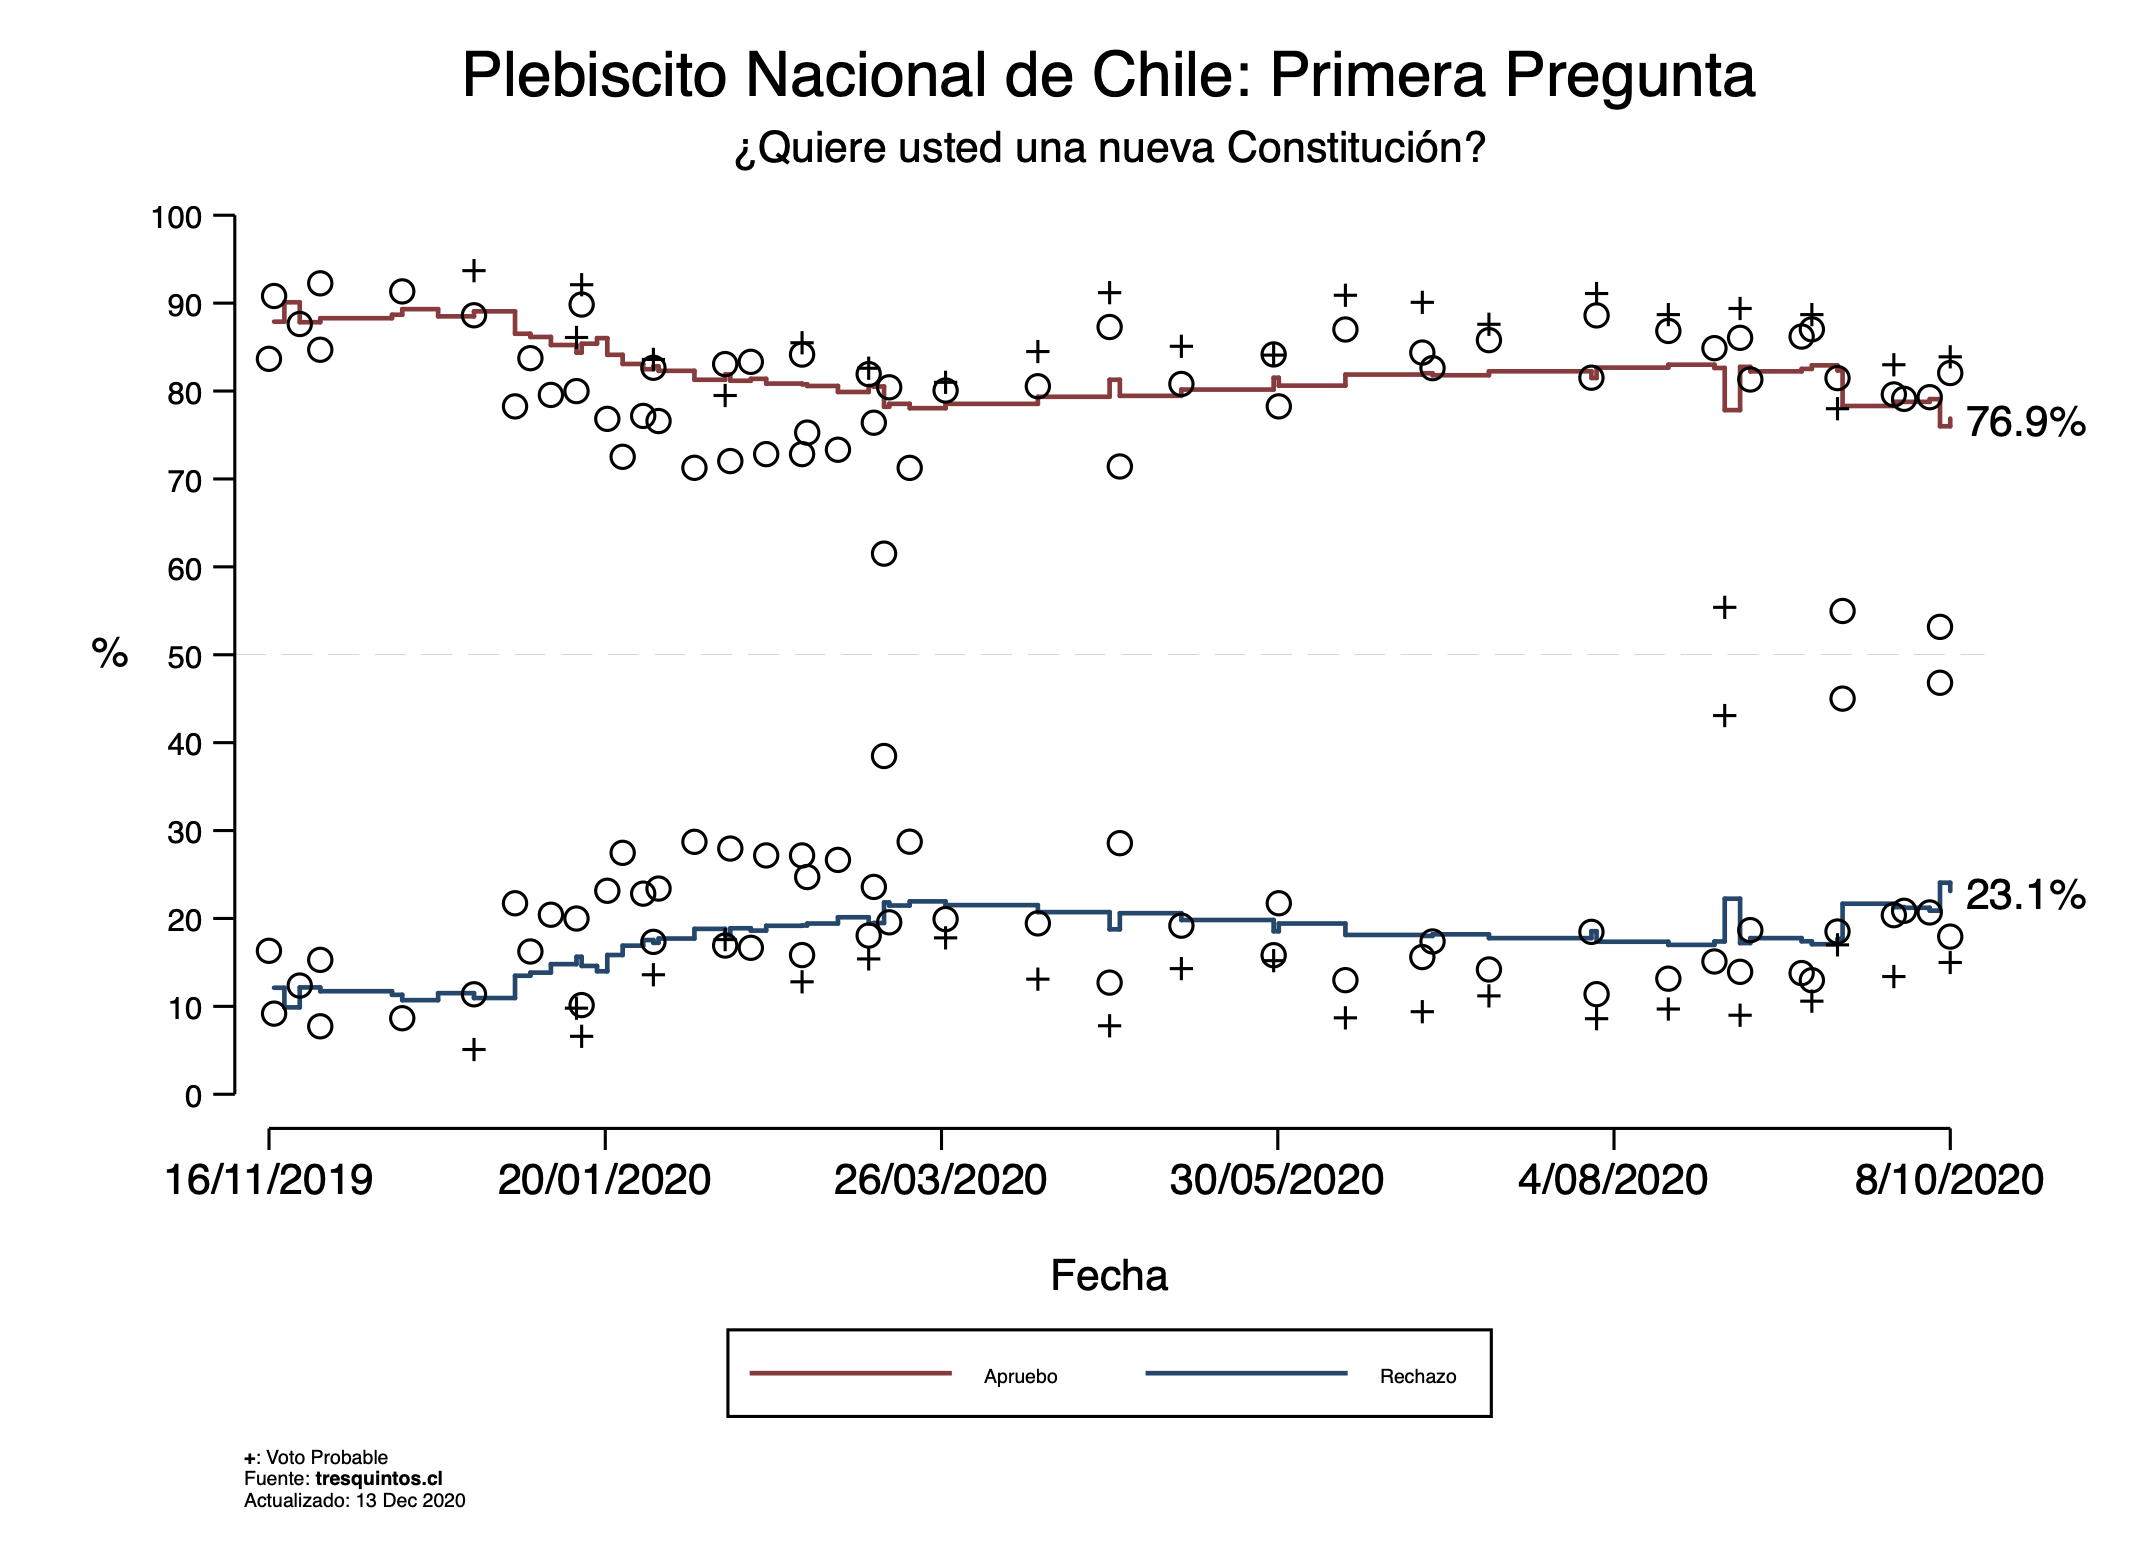 Plebiscito Nacional de Chile: Primera Pregunta
¿Quiere usted una nueva Constitución?
100
90
80
70
60
50
40
30
20
10
0
%
76.9%
23.1%
16/11/2019 20/01/2020 26/03/2020 30/05/2020 4/08/2020 8/10/2020
Fecha
Apruebo Rechazo
+: Voto Probable
Fuente: tresquintos.cl
Actualizado: 13 Dec 2020